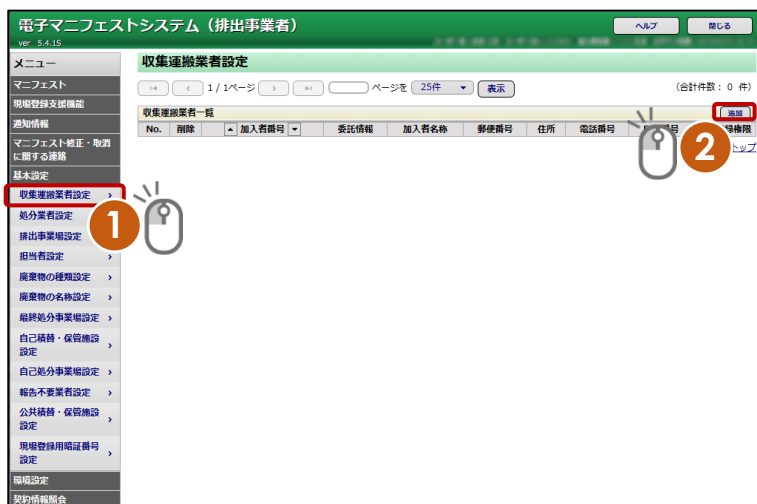 電子マニフェストシステム（排出事業者）
ヘルプ
閉じる
ver 5.4.1S
メニュー
マニフェスト
現場登録支援機能
通知情報
マニフェスト修正・取消
に関する連絡
基本設定
収集運搬業者設定 ›
処分業者設定
排出事業場設定
担当者設定 ›
廃棄物の種類設定 ›
廃棄物の名称設定 ›
最終処分事業場設定 ›
自己積替・保管施設
設定 ›
自己処分事業場設定 ›
報告不要業者設定 ›
公共積替・保管施設
設定 ›
現場登録用暗証番号
設定 ›
環境設定
契約情報照会
1
収集運搬業者設定
1 / 1ページ
ページを 25件 ▼ 表示
(合計件数： 0 件)
収集運搬業者一覧
追加
No. 削除 ▲ 加入者番号 ▼ 委託情報 加入者名称 郵便番号 住所 電話番号
権限
2
トップ